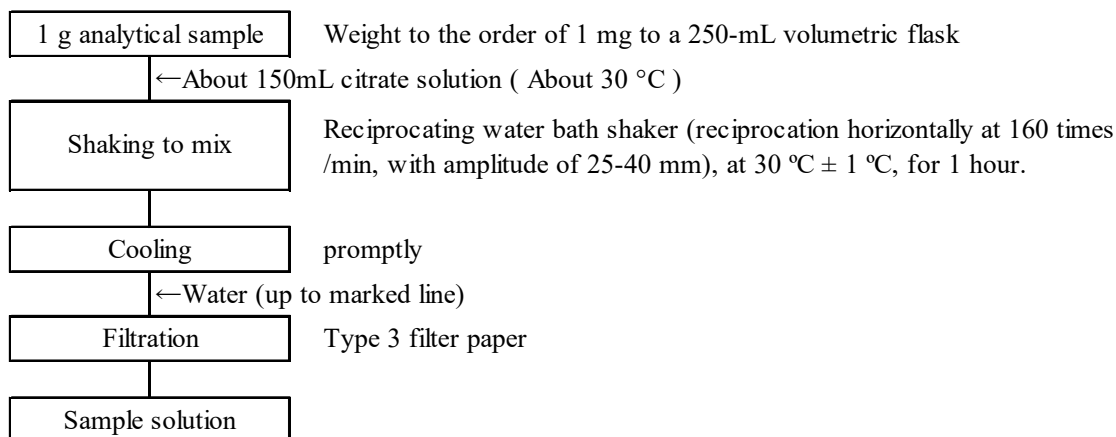 1 g analytical sample
Weight to the order of 1 mg to a 250-mL volumetric flask
←About 150mL citrate solution ( About 30 °C )
Shaking to mix
Reciprocating water bath shaker (reciprocation horizontally at 160 times
/min, with amplitude of 25-40 mm), at 30 ºC ± 1 ºC, for 1 hour.
Cooling
promptly
←Water (up to marked line)
Filtration
Type 3 filter paper
Sample solution